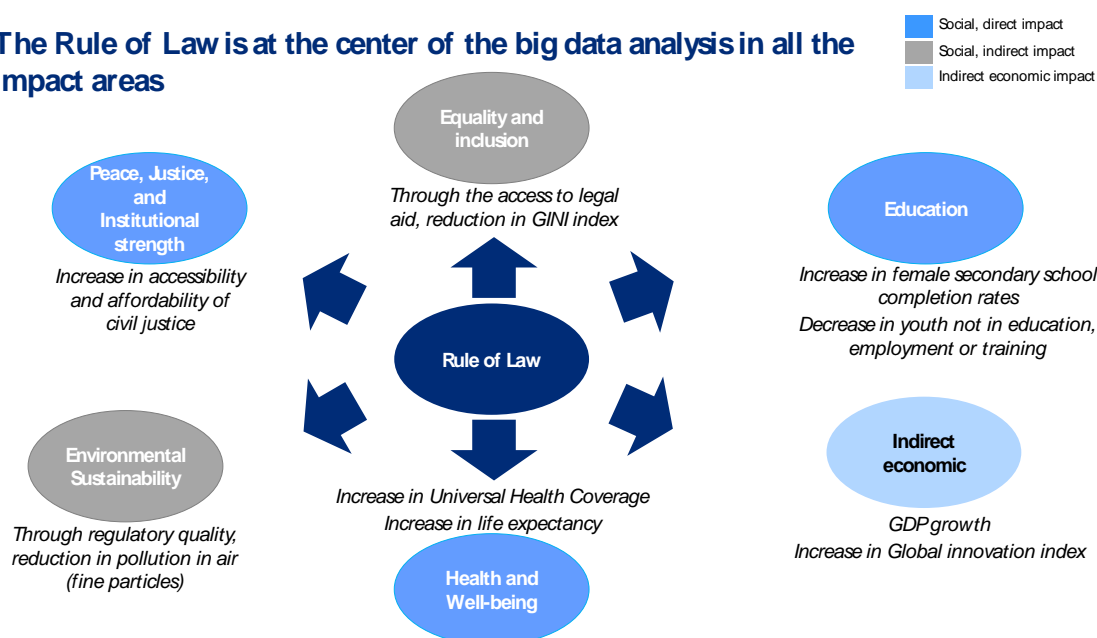 The Rule of Law is at the center of the big data analysis in all the
impact areas
Social, direct impact
Social, indirect impact
Indirect economic impact
Equality and
inclusion
Through the access to legal
aid, reduction in GINI index
Peace, Justice,
and
Institutional
strength
Increase in accessibility
and affordability of
civil justice
Education
Increase in female secondary school
completion rates
Decrease in youth not in education,
employment or training
Rule of Law
Environmental
Sustainability
Through regulatory quality,
reduction in pollution in air
(fine particles)
Increase in Universal Health Coverage
Increase in life expectancy
Health and
Well-being
Indirect
economic
GDP growth
Increase in Global innovation index